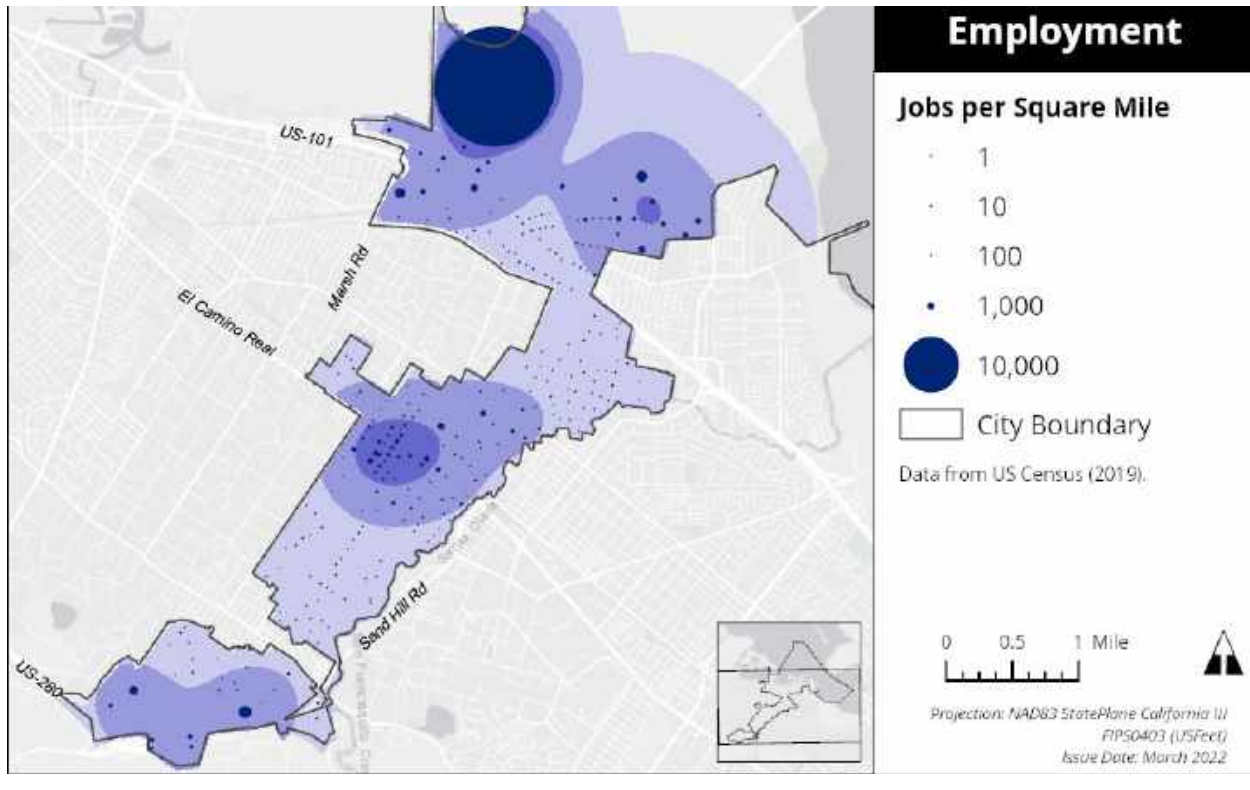 Employment
Jobs per Square Mile
1
10
100
1,000
10,000
City Boundary
Data from US Census (2019).
0 0.5 1 Mile
Projection: NAD83 StatePlane California III
FIPS0403 (USFeet)
Issue Date: March 2022
US-101
Marsh Rd
El Camino Real
Sand Hill Rd
US-280